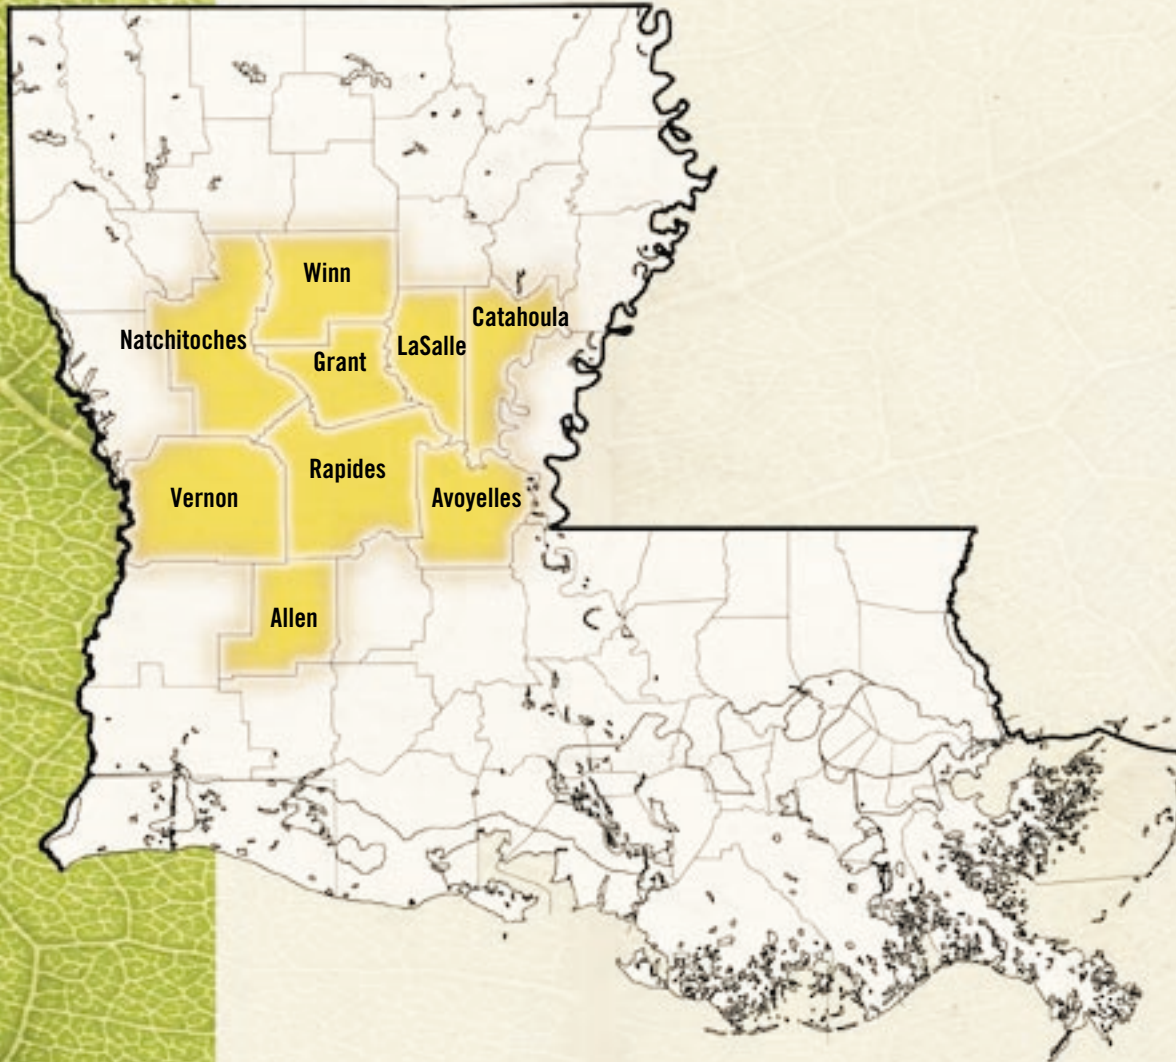 Winn
Catahoula
Natchitoches
LaSalle
Grant
Rapides
Vernon
Avoyelles
Allen